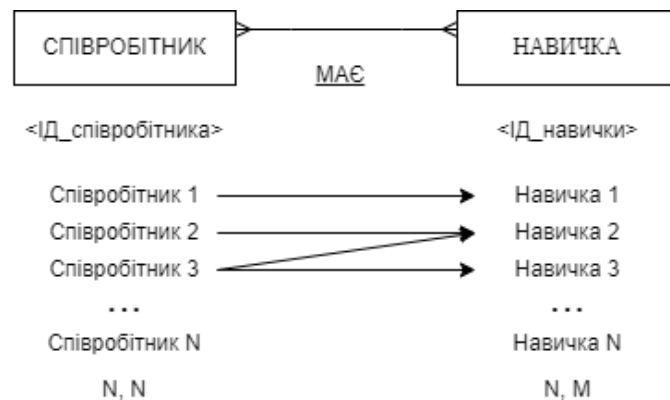 СПІВРОБІТНИК НАВИЧКА
МАЄ
<ІД_співробітника> <ІД_навички>
Співробітник 1 Навичка 1
Співробітник 2 Навичка 2
Співробітник 3 Навичка 3
... ...
Співробітник N Навичка N
N, N N, M